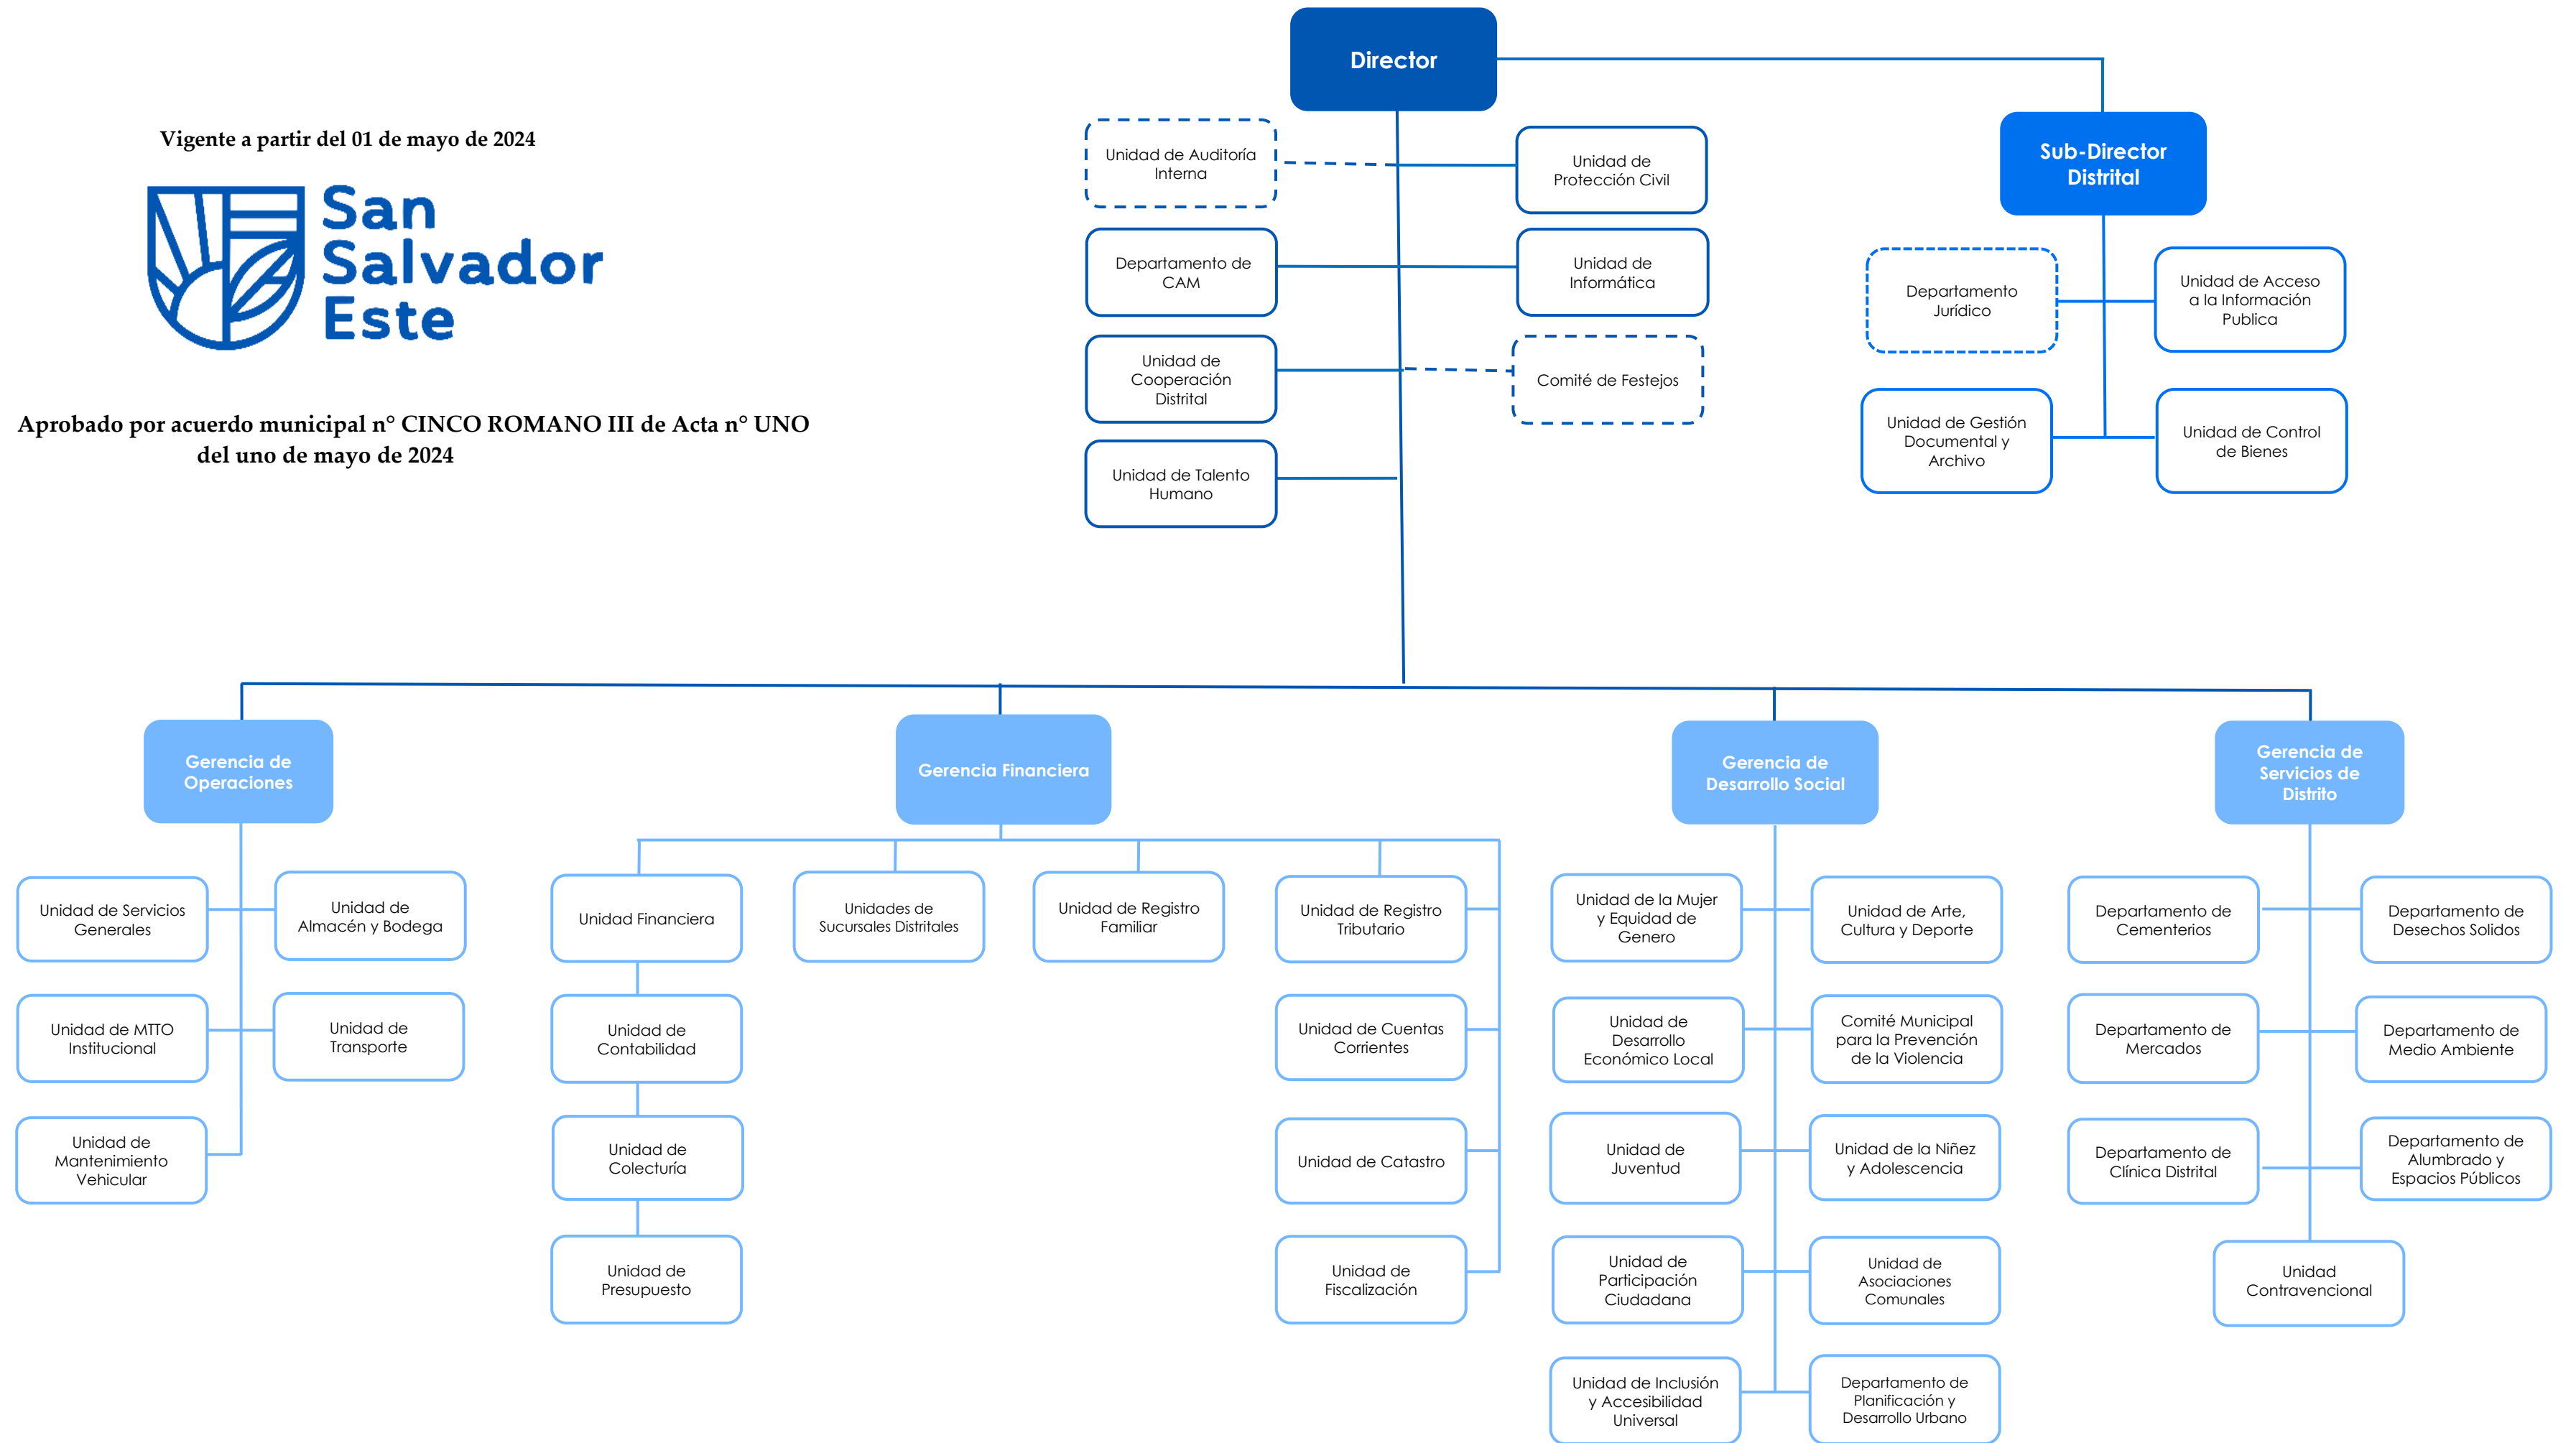 Director
Vigente a partir del 01 de mayo de 2024
San
Salvador
Este
Aprobado por acuerdo municipal n° CINCO ROMANO III de Acta n° UNO
del uno de mayo de 2024
Sub-Director
Distrital
Unidad de Auditoría
Interna
Unidad de
Protección Civil
Departamento de
CAM
Unidad de
Informática
Unidad de
Cooperación
Distrital
Comité de Festejos
Unidad de Talento
Humano
Departamento
Jurídico
Unidad de Acceso
a la Información
Publica
Unidad de Gestión
Documental y
Archivo
Unidad de Control
de Bienes
Gerencia de
Operaciones
Gerencia Financiera
Gerencia de
Desarrollo Social
Gerencia de
Servicios de
Distrito
Unidad de Servicios
Generales
Unidad de
Almacén y Bodega
Unidad de MTTO
Institucional
Unidad de
Transporte
Unidad de
Mantenimiento
Vehicular
Unidad Financiera
Unidades de
Sucursales Distritales
Unidad de Registro
Familiar
Unidad de Registro
Tributario
Unidad de
Contabilidad
Unidad de Cuentas
Corrientes
Unidad de
Colecturía
Unidad de Catastro
Unidad de
Presupuesto
Unidad de
Fiscalización
Unidad de la Mujer
y Equidad de
Genero
Unidad de Arte,
Cultura y Deporte
Unidad de
Desarrollo
Económico Local
Comité Municipal
para la Prevención
de la Violencia
Unidad de
Juventud
Unidad de la Niñez
y Adolescencia
Unidad de
Participación
Ciudadana
Unidad de
Asociaciones
Comunales
Unidad de Inclusión
y Accesibilidad
Universal
Departamento de
Planificación y
Desarrollo Urbano
Departamento de
Cementerios
Departamento de
Desechos Solidos
Departamento de
Mercados
Departamento de
Medio Ambiente
Departamento de
Clínica Distrital
Departamento de
Alumbrado y
Espacios Públicos
Unidad
Contravencional